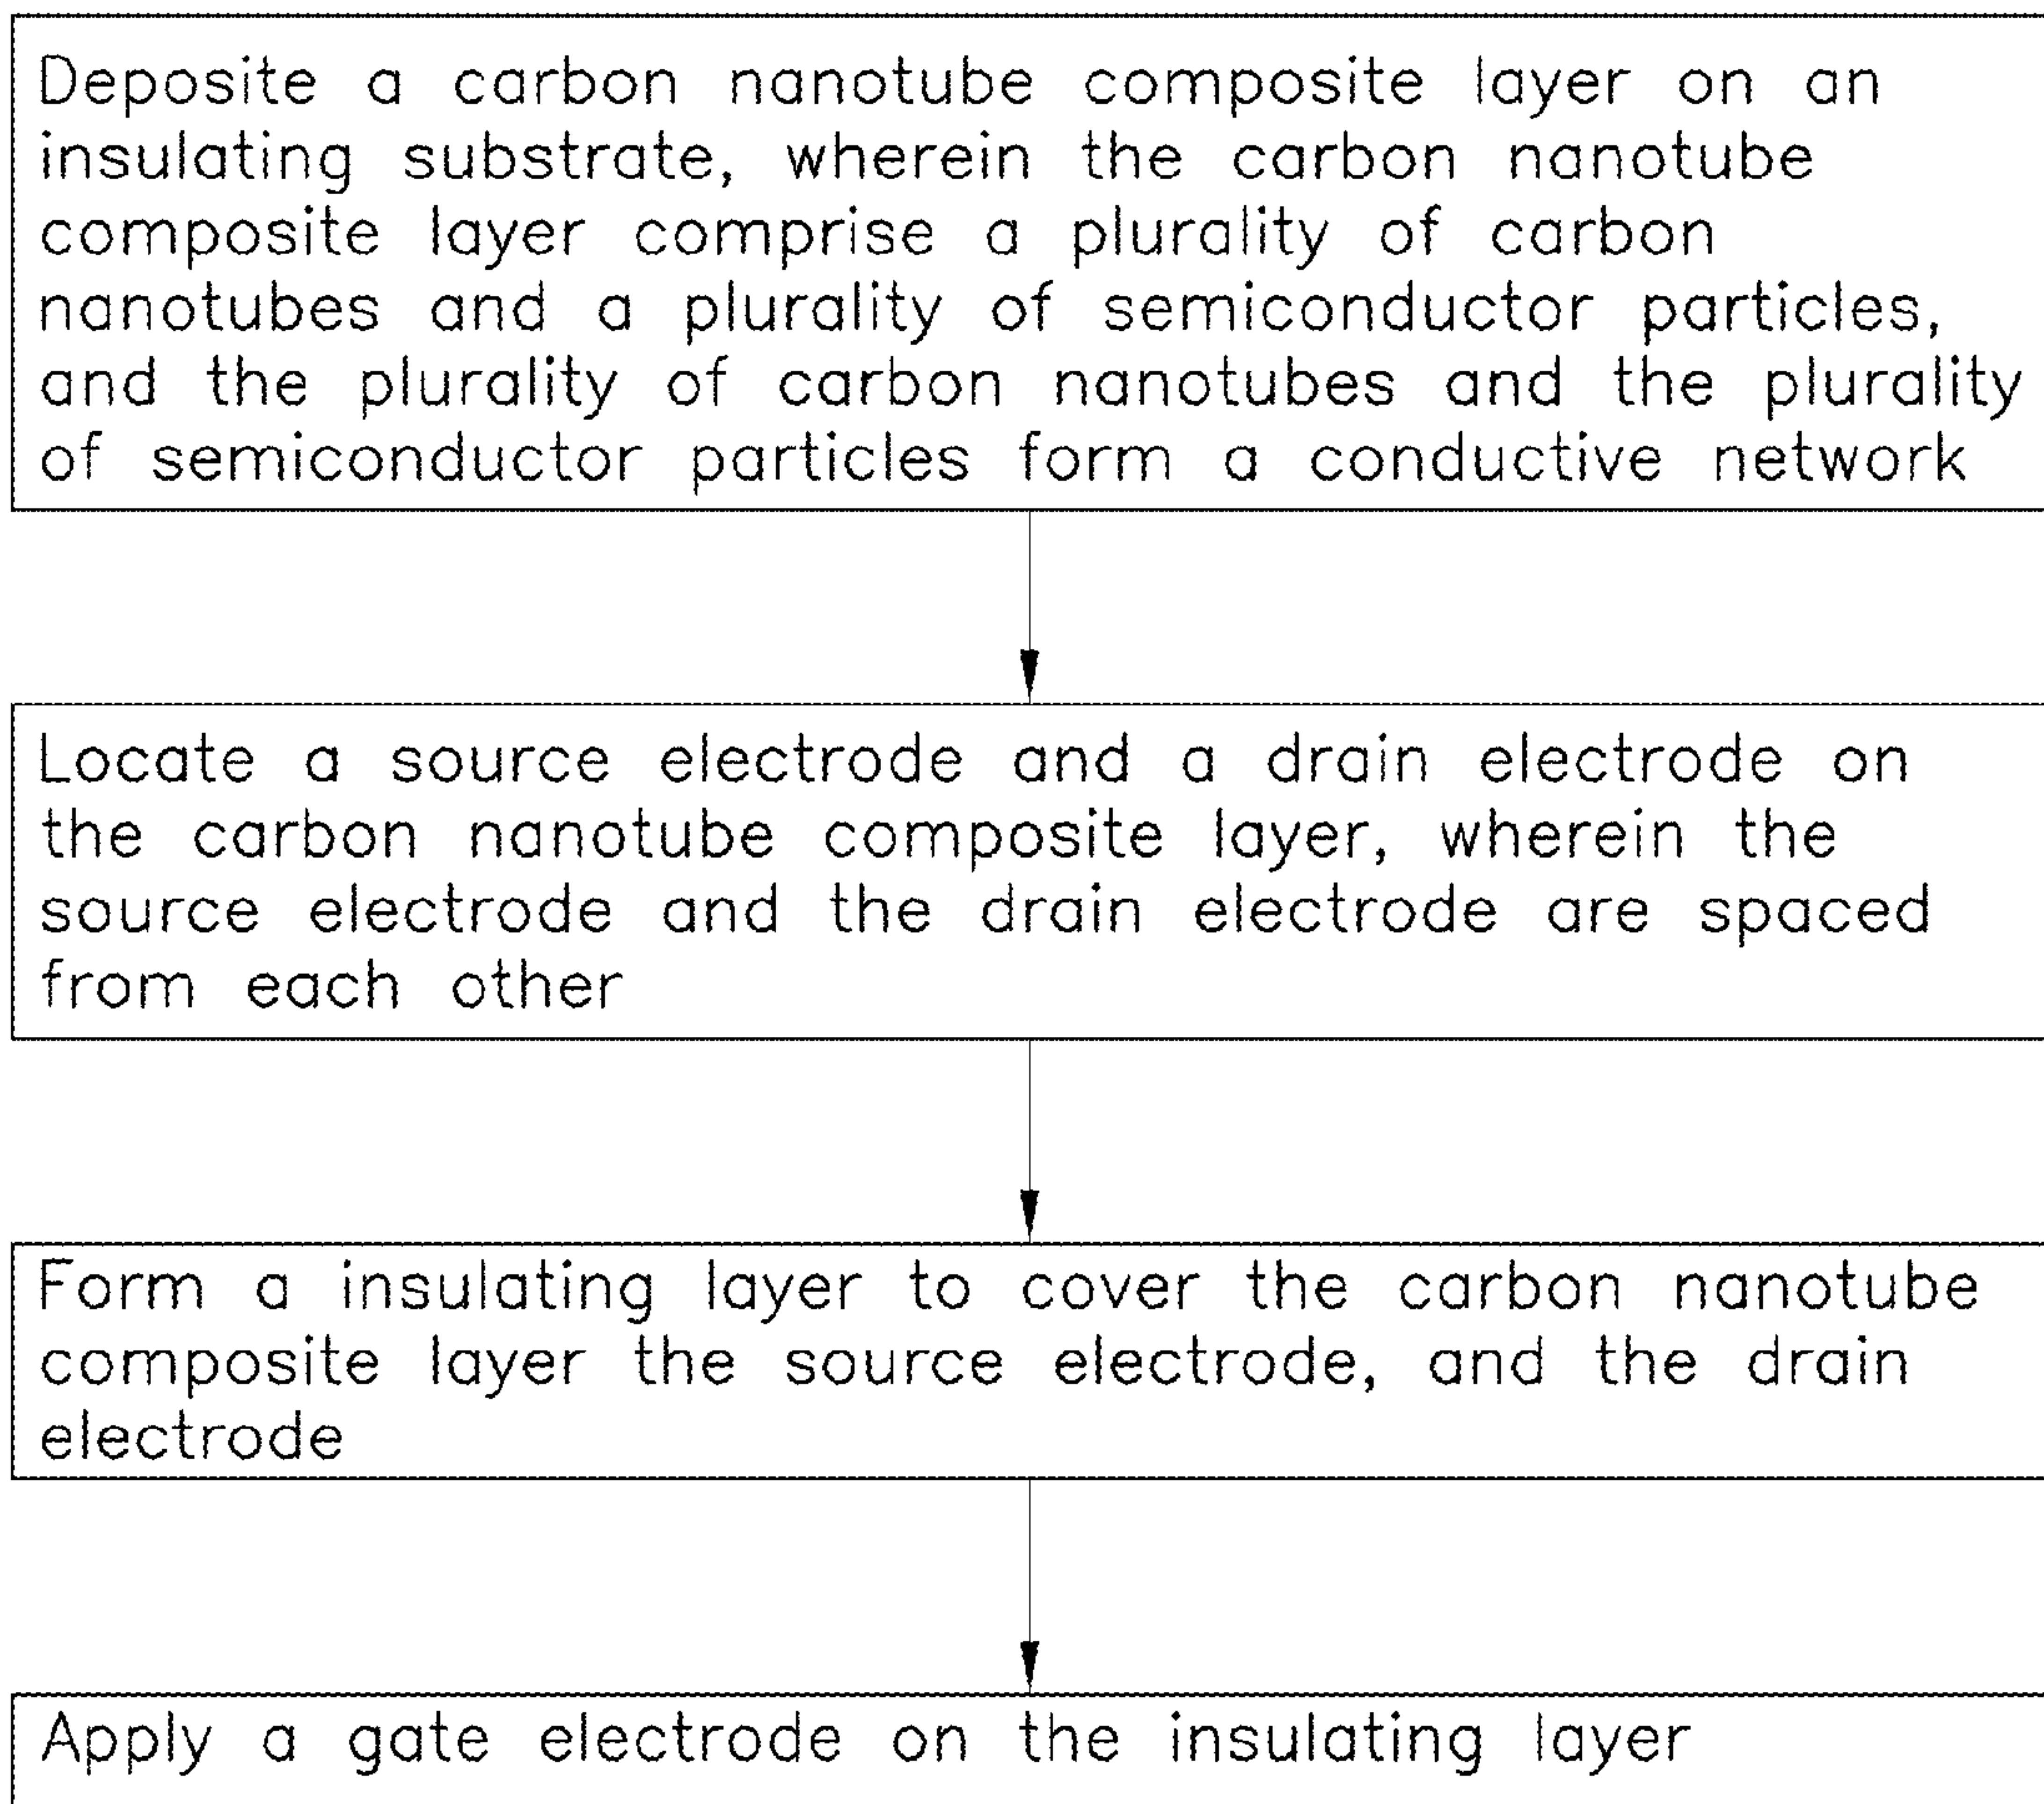 Deposite a carbon nanotube composite layer on an
insulating substrate, wherein the carbon nanotube
composite layer comprise a plurality of carbon
nanotubes and a plurality of semiconductor particles,
and the plurality of carbon nanotubes and the plurality
of semiconductor particles form a conductive network
Locate a source electrode and a drain electrode on
the carbon nanotube composite layer, wherein the
source electrode and the drain electrode are spaced
from each other
Form a insulating layer to cover the carbon nanotube
composite layer the source electrode, and the drain
electrode
Apply a gate electrode on the insulating layer